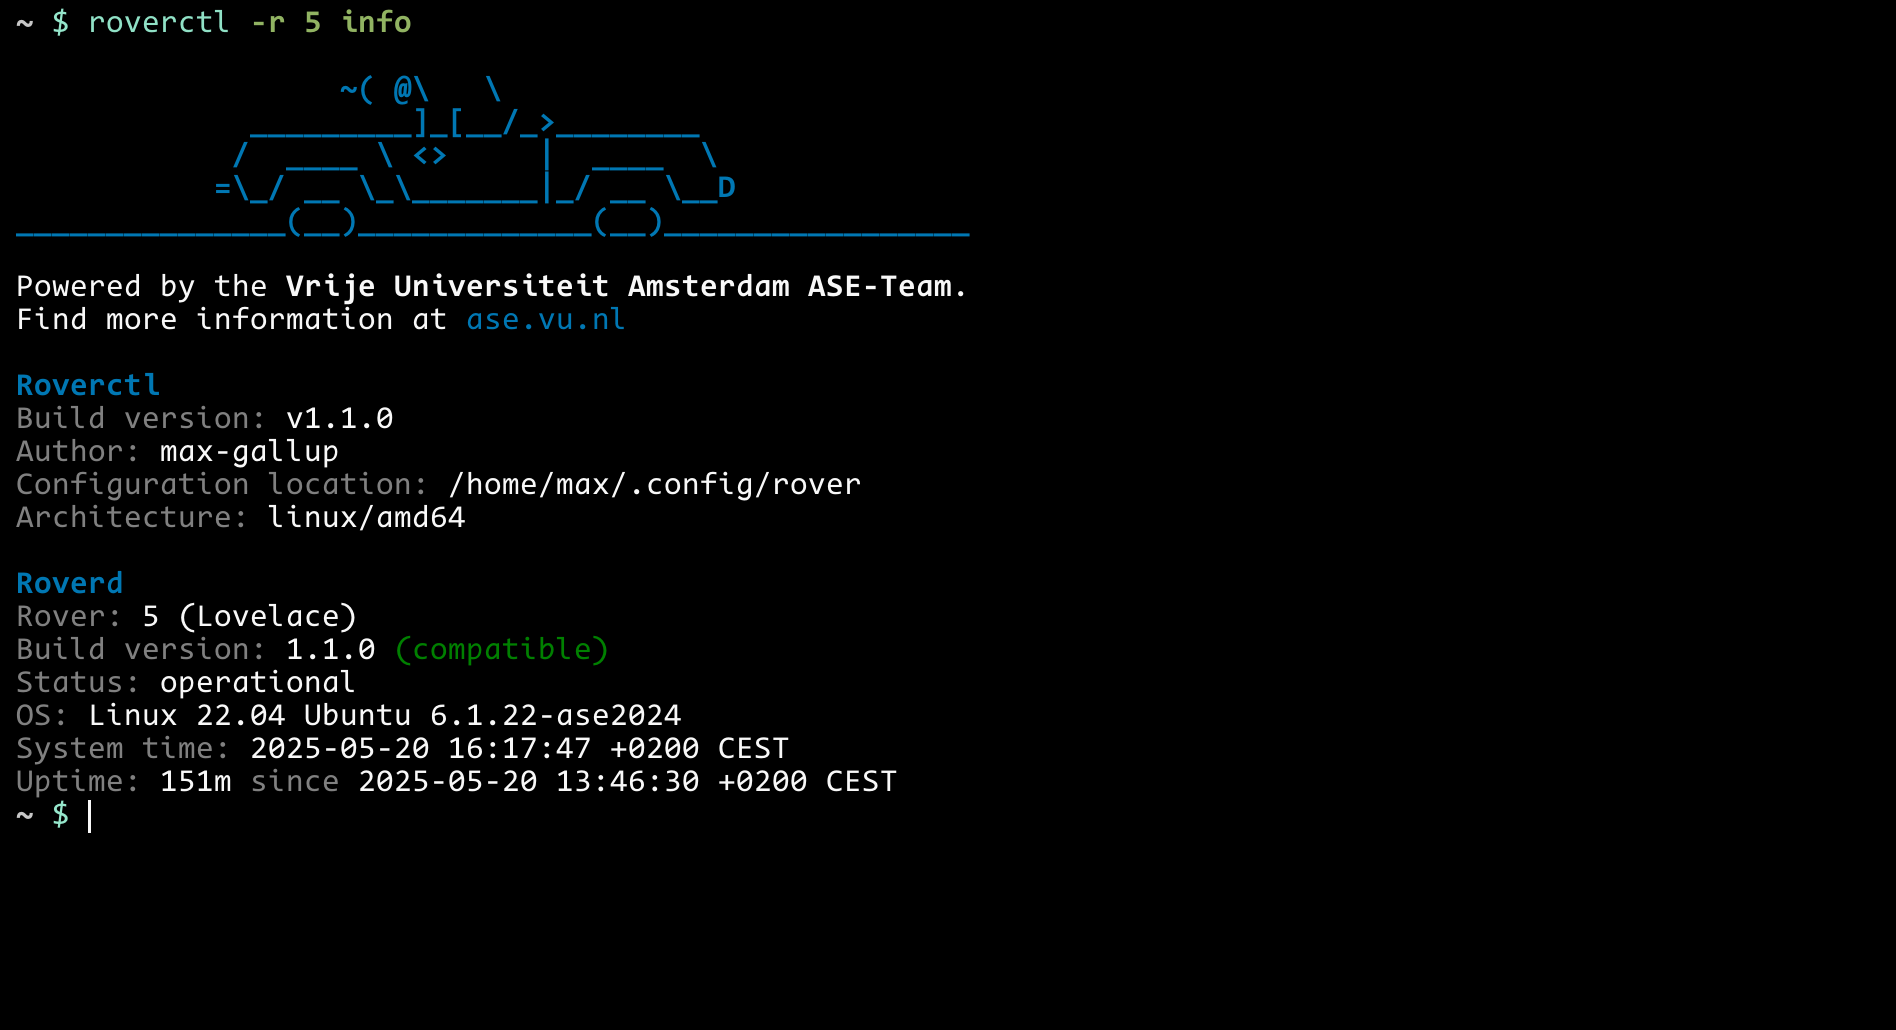 ~ $ roverctl -r 5 info
                  ~( @\   \
             _________]_[__/_>________
            /  ____ \ <>     |  ____  \
           =\_/ __ \_\_______|_/ __ \__D
_______________(__)_____________(__)_________________
Powered by the Vrije Universiteit Amsterdam ASE-Team.
Find more information at ase.vu.nl
Roverctl
Build version: v1.1.0
Author: max-gallup
Configuration location: /home/max/.config/rover
Architecture: linux/amd64
Roverd
Rover: 5 (Lovelace)
Build version: 1.1.0 (compatible)
Status: operational
OS: Linux 22.04 Ubuntu 6.1.22-ase2024
System time: 2025-05-20 16:17:47 +0200 CEST
Uptime: 151m since 2025-05-20 13:46:30 +0200 CEST
~ $